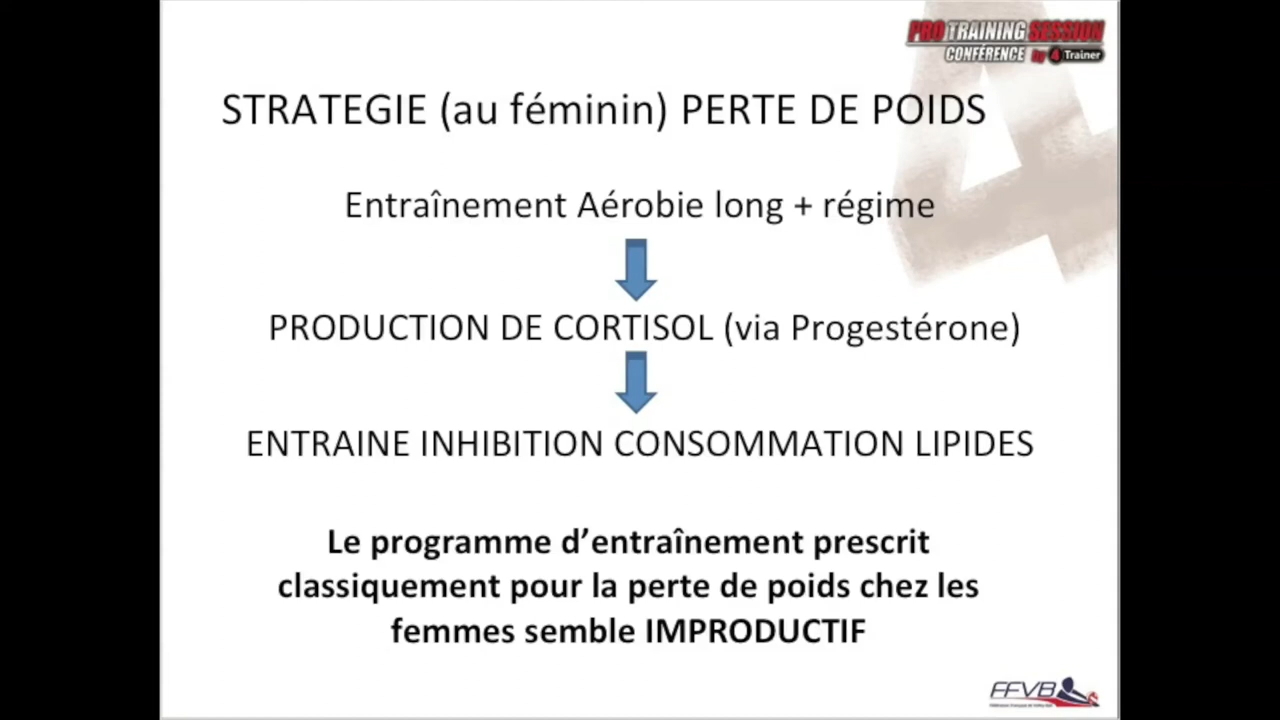 PRO TRAINING SESSION
CONFÉRENCE by 4 Trainer
STRATEGIE (au féminin) PERTE DE POIDS
Entraînement Aérobie long + régime
PRODUCTION DE CORTISOL (via Progestérone)
ENTRAINE INHIBITION CONSOMMATION LIPIDES
Le programme d’entraînement prescrit
classiquement pour la perte de poids chez les
femmes semble IMPRODUCTIF
FFVB